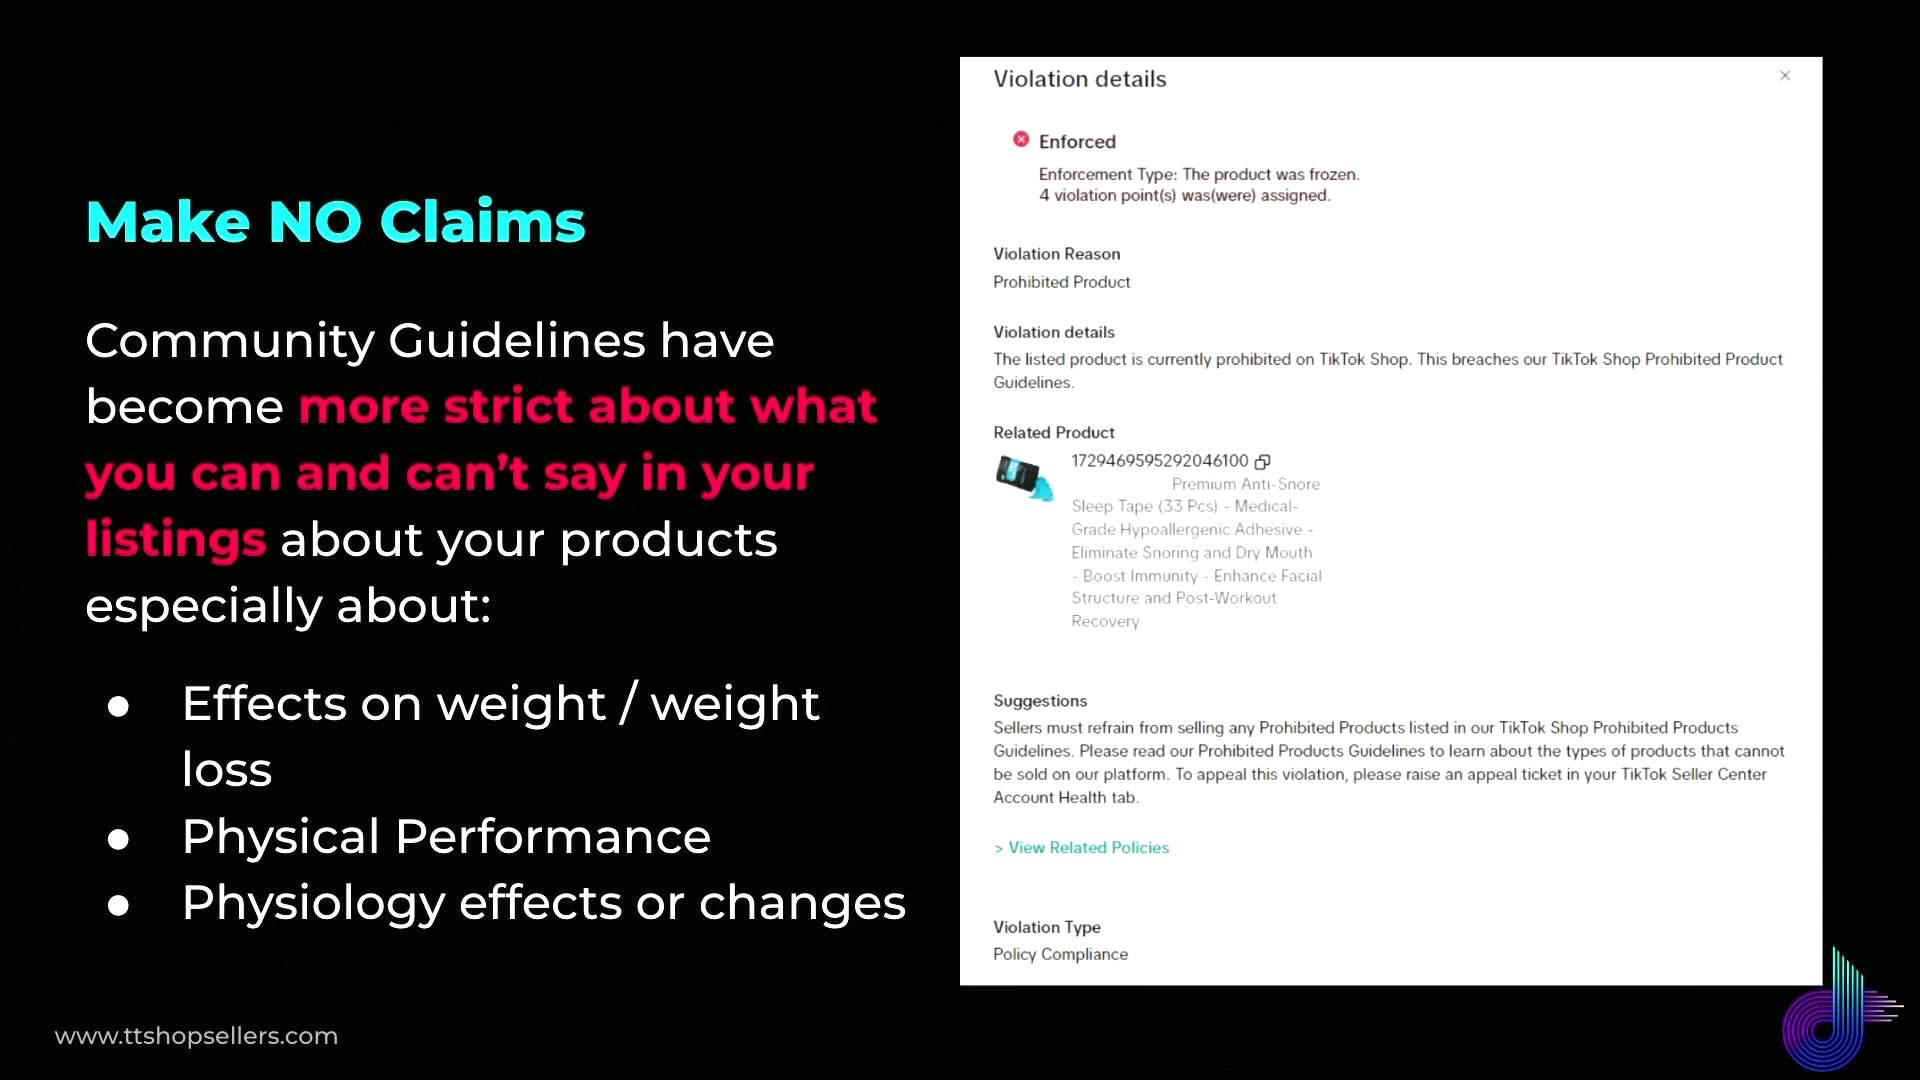 Make NO Claims
Community Guidelines have
become more strict about what
you can and can’t say in your
listings about your products
especially about:
● Effects on weight / weight
loss
● Physical Performance
● Physiology effects or changes
www.ttshopsellers.com
Violation details
Enforced
Enforcement Type: The product was frozen.
4 violation point(s) was(were) assigned.
Violation Reason
Prohibited Product
Violation details
The listed product is currently prohibited on TikTok Shop. This breaches our TikTok Shop Prohibited Product
Guidelines.
Related Product
1729469595292046100
Premium Anti-Snore
Sleep Tape (33 Pcs) - Medical-
Grade Hypoallergenic Adhesive -
Eliminate Snoring and Dry Mouth
- Boost Immunity - Enhance Facial
Structure and Post-Workout
Recovery
Suggestions
Sellers must refrain from selling any Prohibited Products listed in our TikTok Shop Prohibited Products
Guidelines. Please read our Prohibited Products Guidelines to learn about the types of products that cannot
be sold on our platform. To appeal this violation, please raise an appeal ticket in your TikTok Seller Center
Account Health tab.
> View Related Policies
Violation Type
Policy Compliance